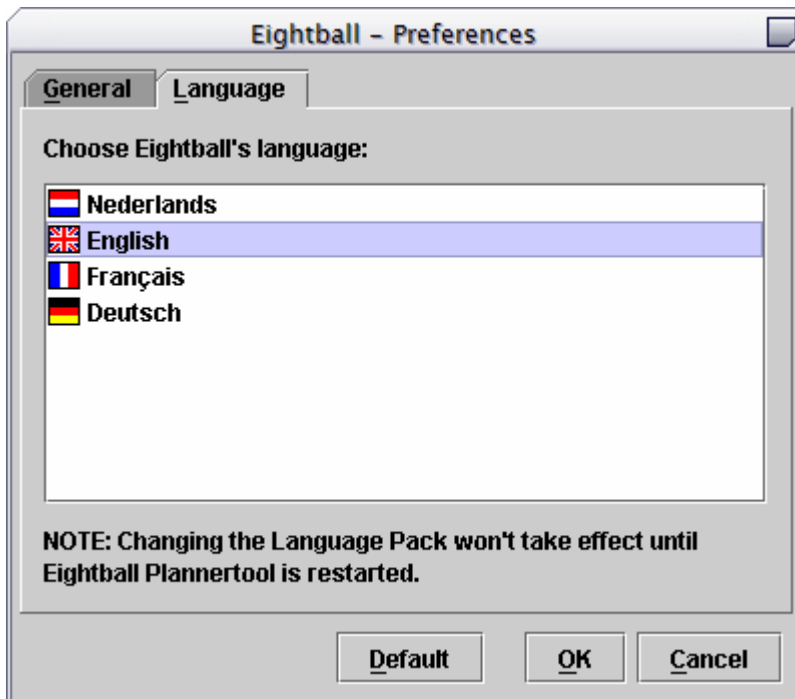 Eightball – Preferences
General Language
Choose Eightball's language:
Nederlands
English
Français
Deutsch
NOTE: Changing the Language Pack won't take effect until
Eightball Plannertool is restarted.
Default OK Cancel